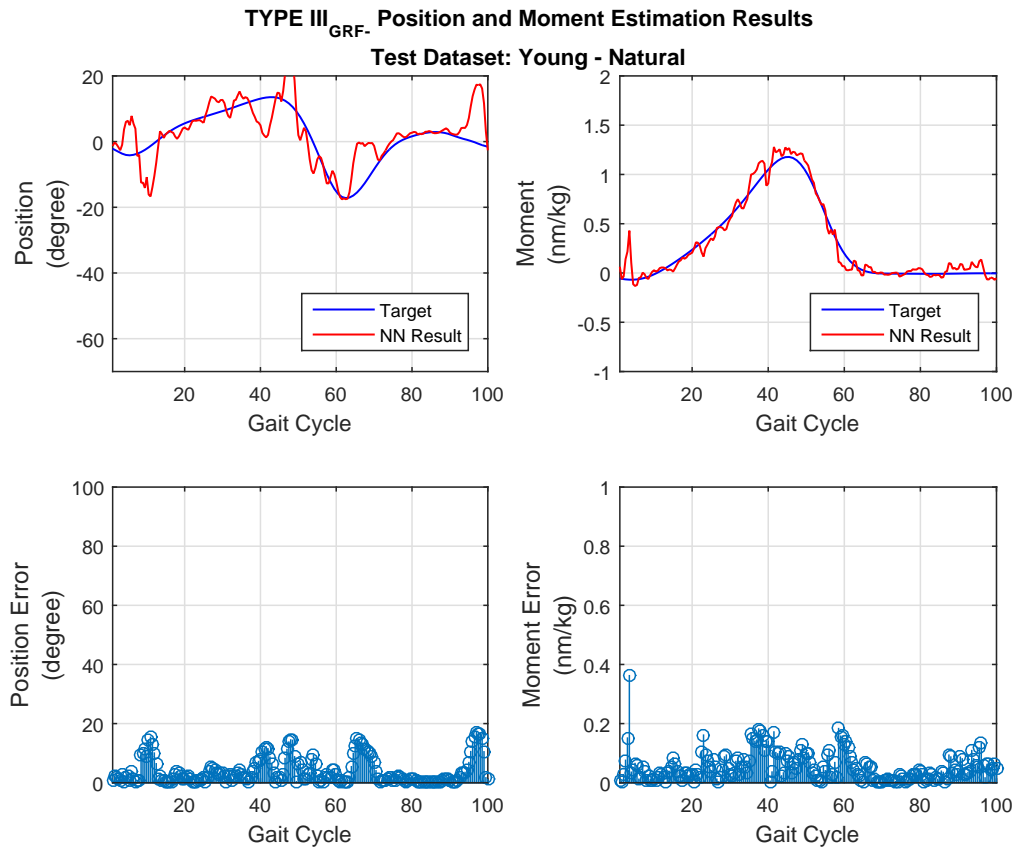 TYPE III_GRF- Position and Moment Estimation Results
Test Dataset: Young - Natural
20
0
-20
-40
-60
Position
(degree)
Target
NN Result
20
40
60
80
100
Gait Cycle
2
1.5
1
0.5
0
-0.5
-1
Moment
(nm/kg)
Target
NN Result
20
40
60
80
100
Gait Cycle
100
80
60
40
20
0
Position Error
(degree)
20
40
60
80
100
Gait Cycle
1
0.8
0.6
0.4
0.2
0
Moment Error
(nm/kg)
20
40
60
80
100
Gait Cycle